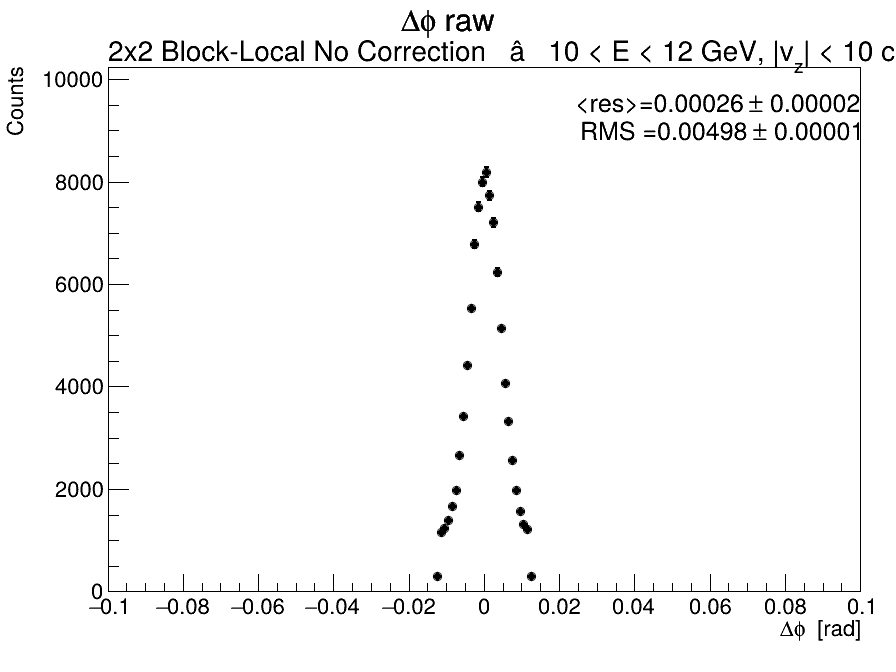 Δϕ raw
2x2 Block-Local No Correction â 10 < E < 12 GeV, |v_z| < 10 c
<res>=0.00026 ± 0.00002
RMS =0.00498 ± 0.00001
Counts
10000
8000
6000
4000
2000
0
−0.1 −0.08 −0.06 −0.04 −0.02 0 0.02 0.04 0.06 0.08 0.1
Δϕ [rad]